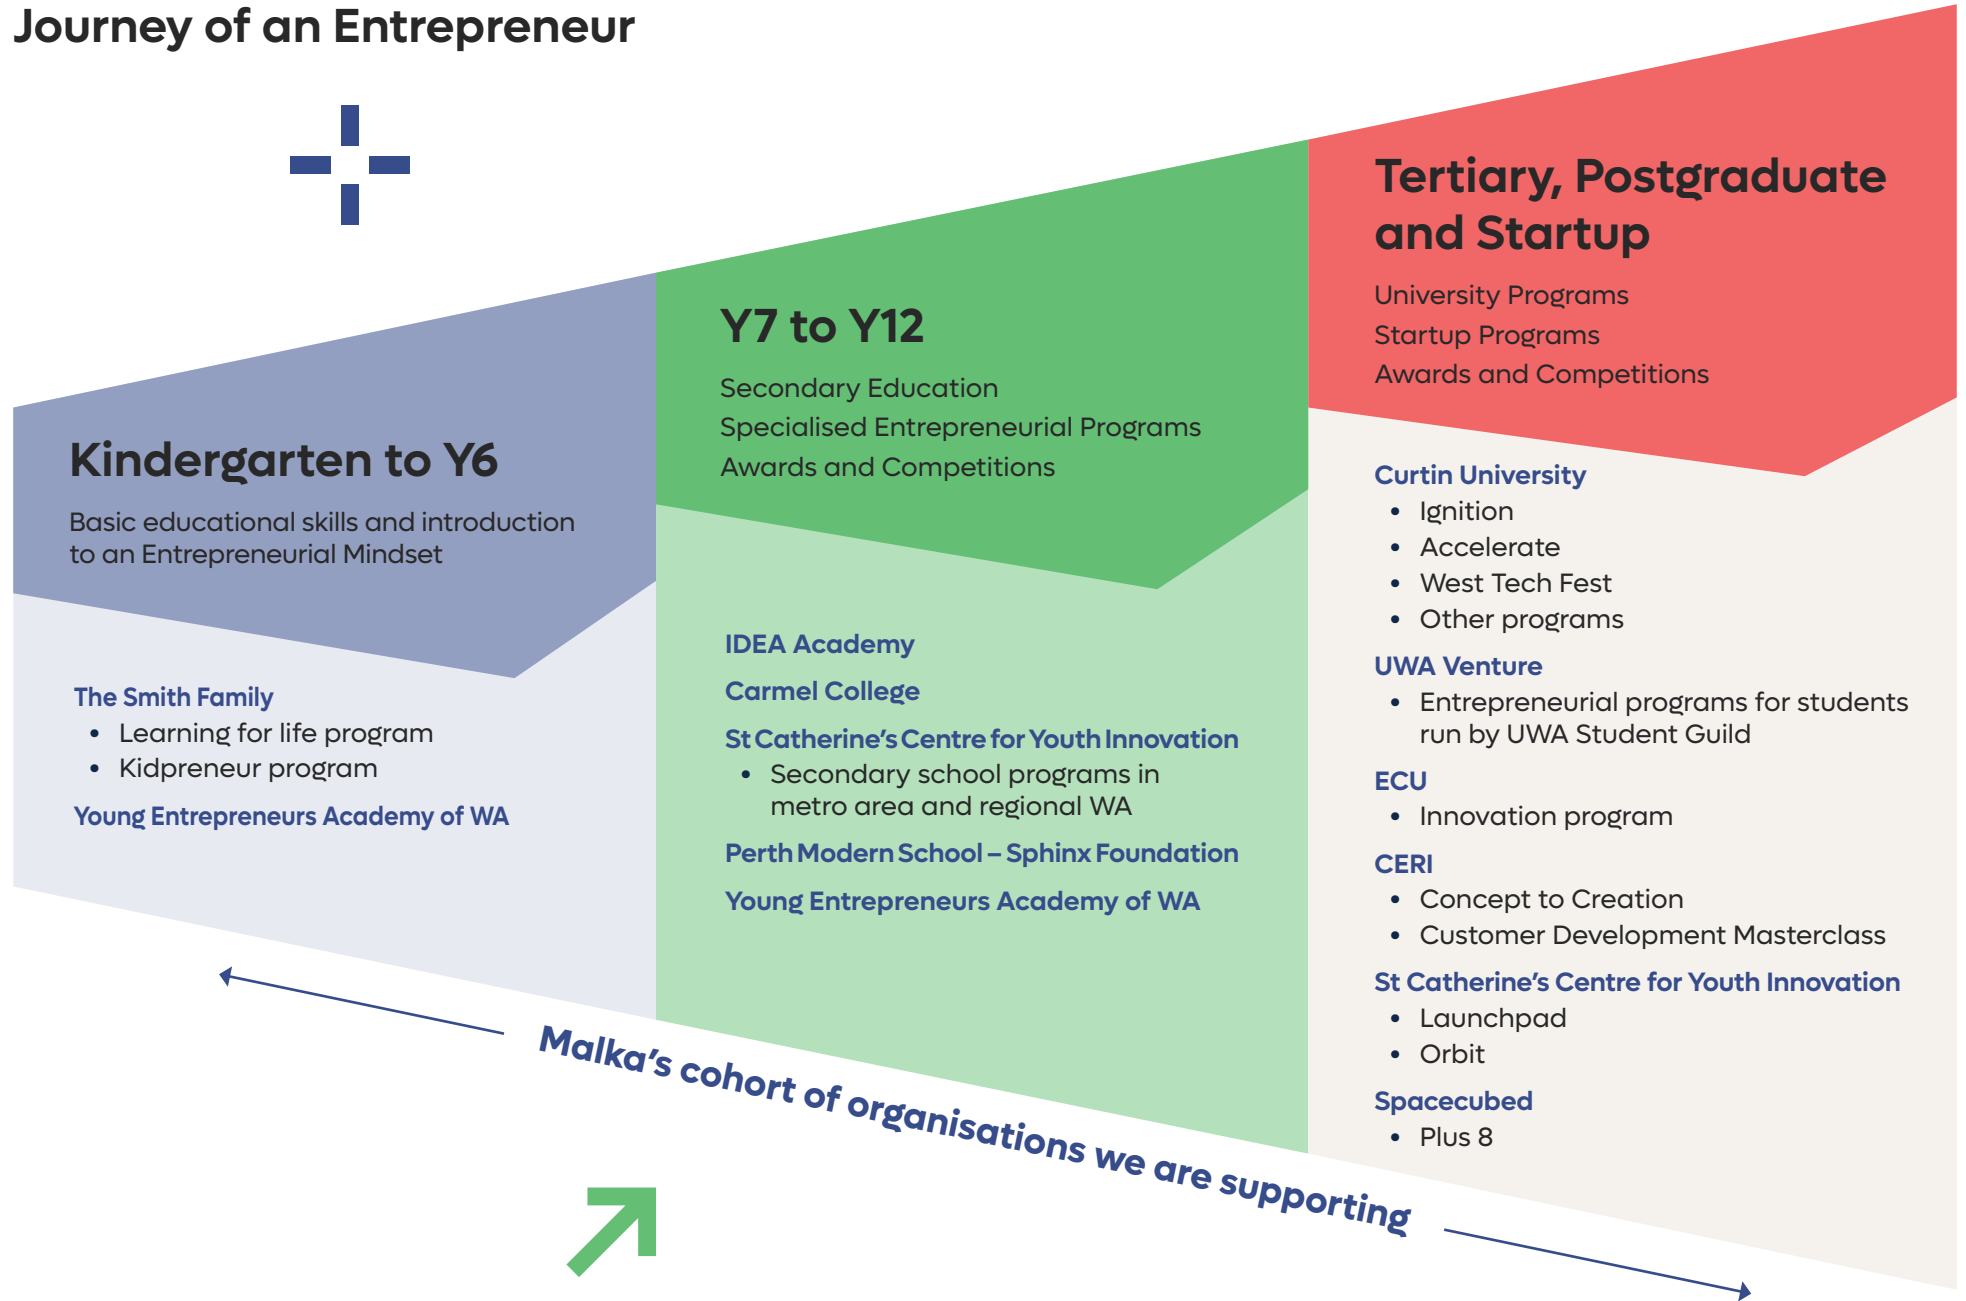 Journey of an Entrepreneur
Kindergarten to Y6
Basic educational skills and introduction
to an Entrepreneurial Mindset
The Smith Family
• Learning for life program
• Kidpreneur program
Young Entrepreneurs Academy of WA
Y7 to Y12
Secondary Education
Specialised Entrepreneurial Programs
Awards and Competitions
IDEA Academy
Carmel College
St Catherine's Centre for Youth Innovation
• Secondary school programs in
metro area and regional WA
Perth Modern School – Sphinx Foundation
Young Entrepreneurs Academy of WA
Tertiary, Postgraduate
and Startup
University Programs
Startup Programs
Awards and Competitions
Curtin University
• Ignition
• Accelerate
• West Tech Fest
• Other programs
UWA Venture
• Entrepreneurial programs for students
run by UWA Student Guild
ECU
• Innovation program
CERI
• Concept to Creation
• Customer Development Masterclass
St Catherine's Centre for Youth Innovation
• Launchpad
• Orbit
Spacecubed
• Plus 8
Malka's cohort of organisations we are supporting